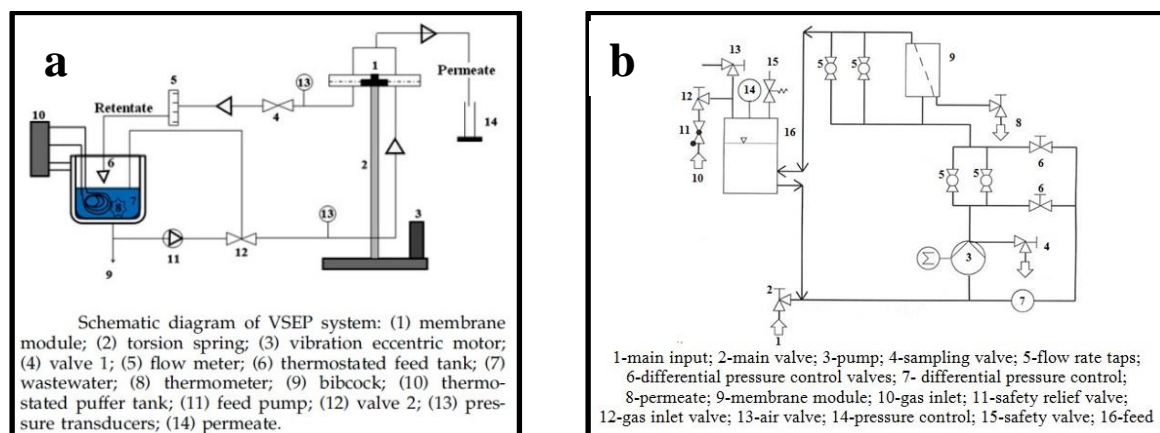 a
1
Permeate
13
5
4
Retentate
10
14
6
2
7
8
13
3
9
11
12
Schematic diagram of VSEP system: (1) membrane
module; (2) torsion spring; (3) vibration eccentric motor;
(4) valve 1; (5) flow meter; (6) thermostated feed tank; (7)
wastewater; (8) thermometer; (9) bibcock; (10) thermo-
stated puffer tank; (11) feed pump; (12) valve 2; (13) pres-
sure transducers; (14) permeate.
b
13
15
5
5
9
12
14
16
8
11
10
6
5
5
6
Σ
3
4
2
7
1
1-main input; 2-main valve; 3-pump; 4-sampling valve; 5-flow rate taps;
6-differential pressure control valves; 7- differential pressure control;
8-permeate; 9-membrane module; 10-gas inlet; 11-safety relief valve;
12-gas inlet valve; 13-air valve; 14-pressure control; 15-safety valve; 16-feed